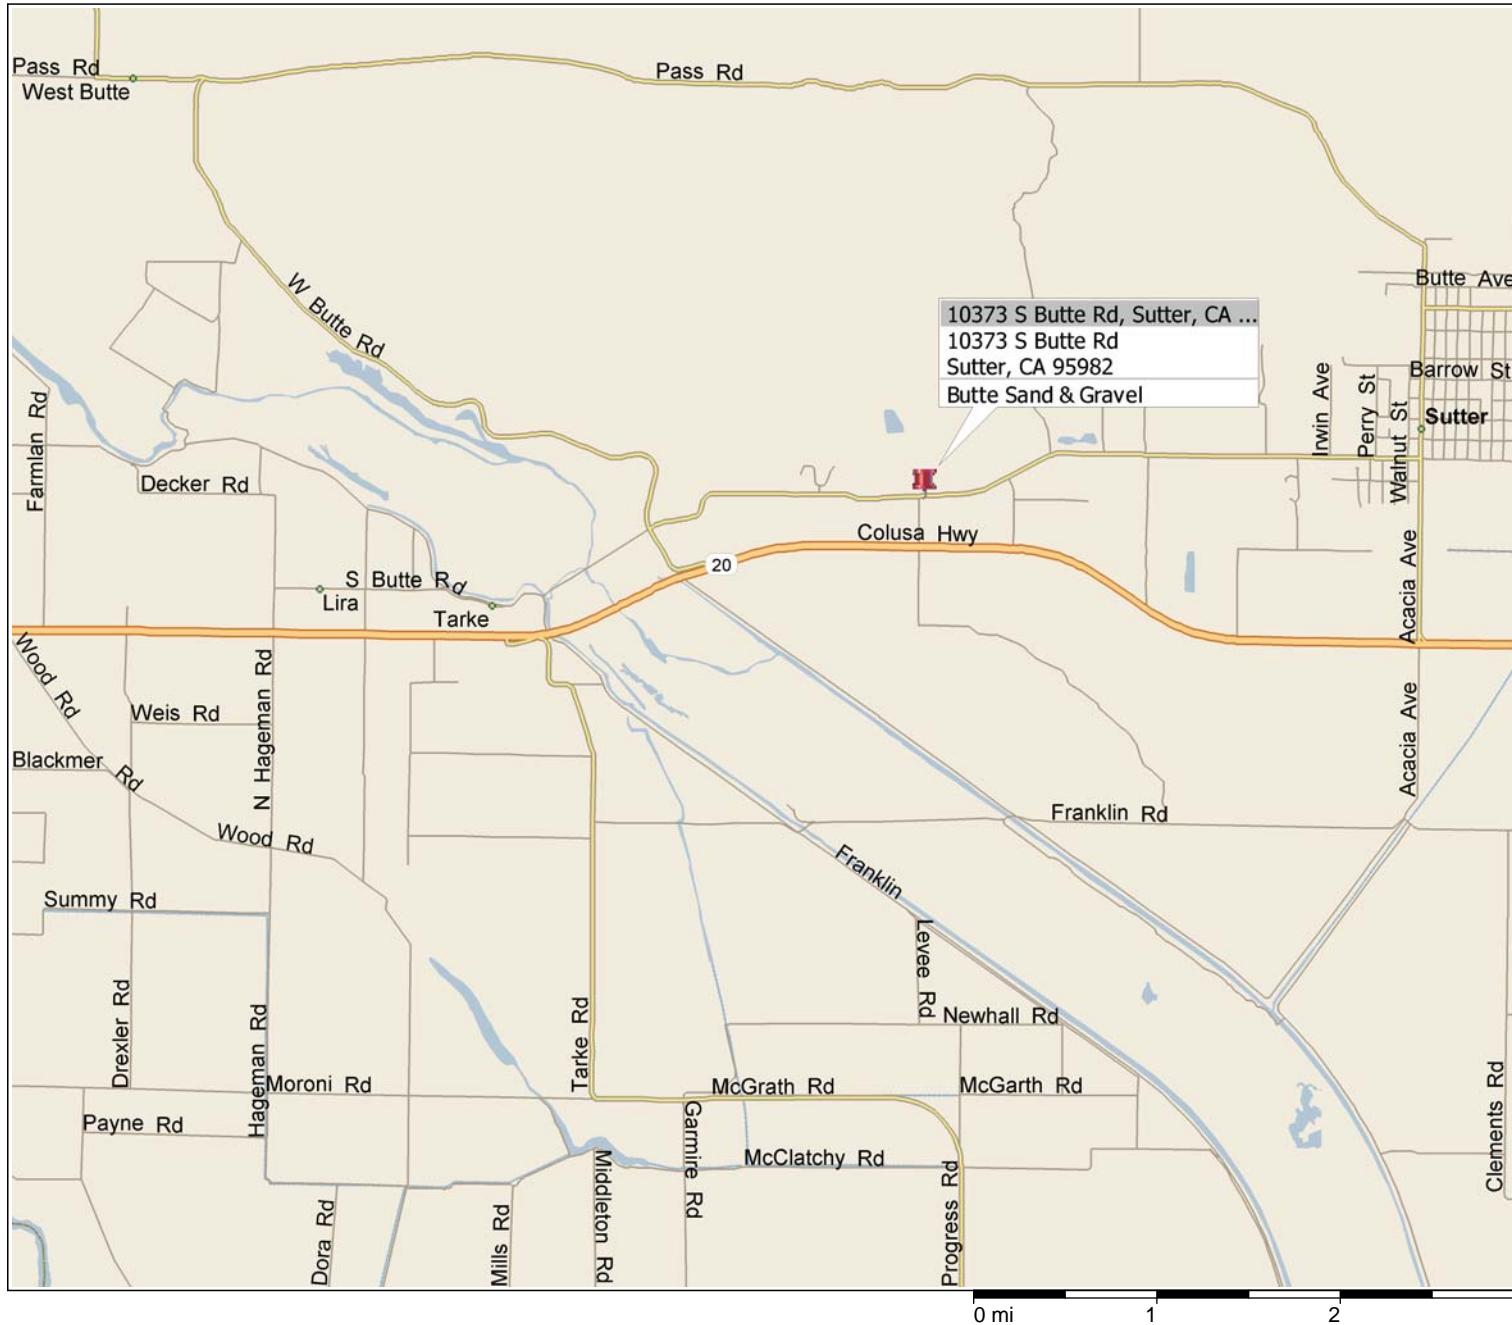 Pass Rd
Pass Rd
West Butte
Butte Ave
W Butte Rd
10373 S Butte Rd, Sutter, CA ...
10373 S Butte Rd
Sutter, CA 95982
Butte Sand & Gravel
Barrow St
Irwin Ave
Perry St
Walnut St
Sutter
Farmlan Rd
Decker Rd
Colusa Hwy
20
S Butte Rd
Lira
Tarke
Acacia Ave
Wood Rd
Weis Rd
N Hageman Rd
Acacia Ave
Blackmer Rd
Wood Rd
Franklin Rd
Franklin
Summy Rd
Levee Rd
Drexler Rd
Hageman Rd
Tarke Rd
Newhall Rd
Moroni Rd
McGrath Rd
McGarth Rd
Clements Rd
Payne Rd
Garmire Rd
McClatchy Rd
Dora Rd
Mills Rd
Middleton Rd
Progress Rd
0 mi 1 2